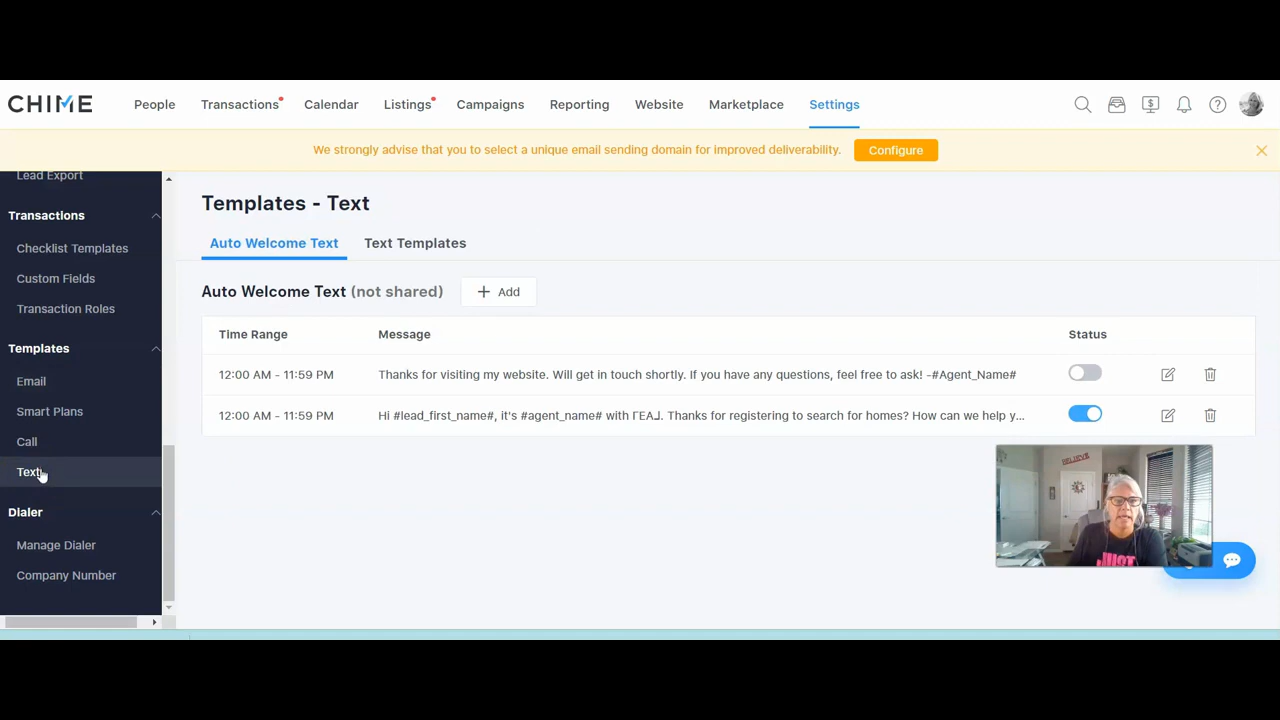 CHIME
People
Transactions
Calendar
Listings
Campaigns
Reporting
Website
Marketplace
Settings
We strongly advise that you to select a unique email sending domain for improved deliverability.
Configure
Lead Export
Transactions
Checklist Templates
Custom Fields
Transaction Roles
Templates
Email
Smart Plans
Call
Text
Dialer
Manage Dialer
Company Number
Templates - Text
Auto Welcome Text
Text Templates
Auto Welcome Text (not shared)
Add
Time Range
Message
Status
12:00 AM - 11:59 PM
Thanks for visiting my website. Will get in touch shortly. If you have any questions, feel free to ask! -#Agent_Name#
12:00 AM - 11:59 PM
Hi #lead_first_name#, it's #agent_name# with ΓEAJ. Thanks for registering to search for homes? How can we help y...
BELIEVE
JUST